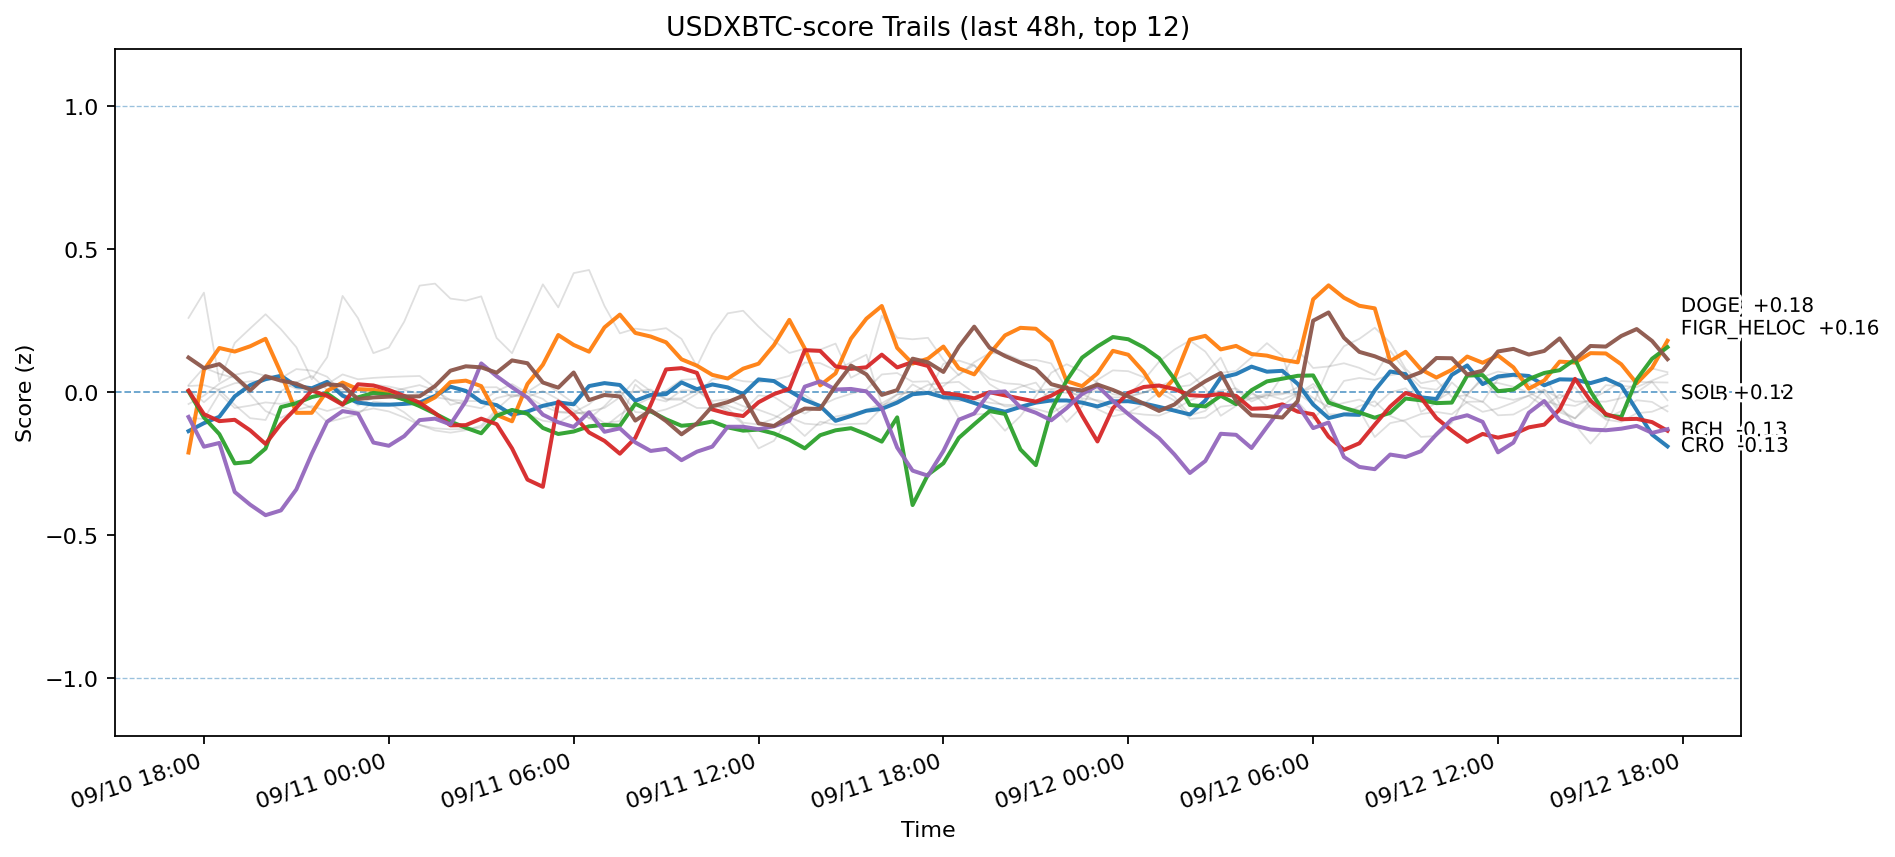 USDXBTC-score Trails (last 48h, top 12)
Score (z)
1.0
0.5
0.0
−0.5
−1.0
DOGE +0.18
FIGR_HELOC +0.16
+0.12
BCH -0.13
CRO -0.13
09/10 18:00
09/11 00:00
09/11 06:00
09/11 12:00
09/11 18:00
09/12 00:00
09/12 06:00
09/12 12:00
09/12 18:00
Time